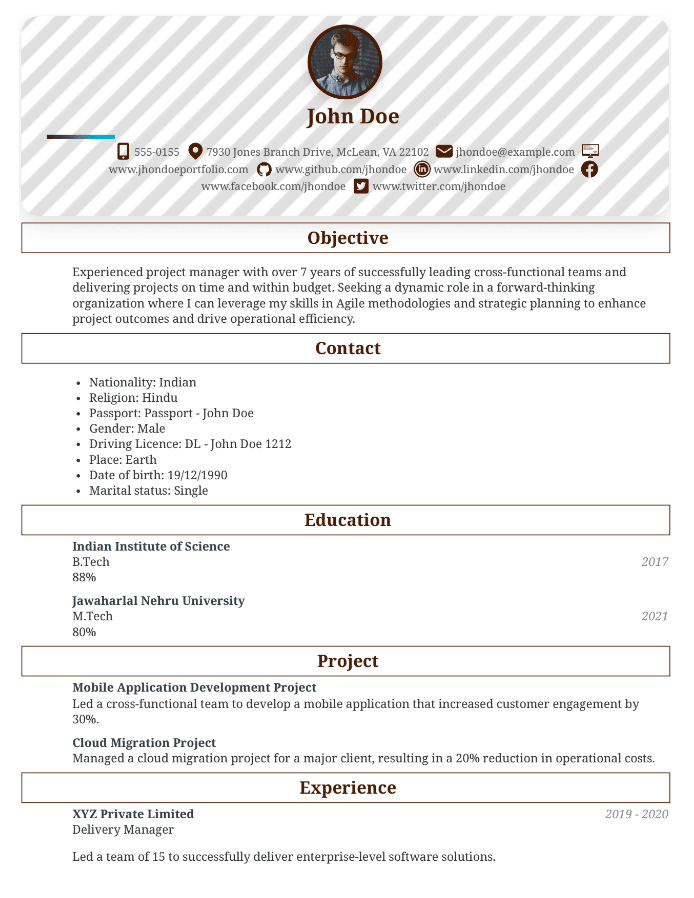 John Doe
555-0155 7930 Jones Branch Drive, McLean, VA 22102 jhondoe@example.com
www.jhondoeportfolio.com www.github.com/jhondoe www.linkedin.com/jhondoe
www.facebook.com/jhondoe www.twitter.com/jhondoe
Objective
Experienced project manager with over 7 years of successfully leading cross-functional teams and
delivering projects on time and within budget. Seeking a dynamic role in a forward-thinking
organization where I can leverage my skills in Agile methodologies and strategic planning to enhance
project outcomes and drive operational efficiency.
Contact
• Nationality: Indian
• Religion: Hindu
• Passport: Passport - John Doe
• Gender: Male
• Driving Licence: DL - John Doe 1212
• Place: Earth
• Date of birth: 19/12/1990
• Marital status: Single
Education
Indian Institute of Science
B.Tech 2017
88%
Jawaharlal Nehru University
M.Tech 2021
80%
Project
Mobile Application Development Project
Led a cross-functional team to develop a mobile application that increased customer engagement by
30%.
Cloud Migration Project
Managed a cloud migration project for a major client, resulting in a 20% reduction in operational costs.
Experience
XYZ Private Limited 2019 - 2020
Delivery Manager
Led a team of 15 to successfully deliver enterprise-level software solutions.